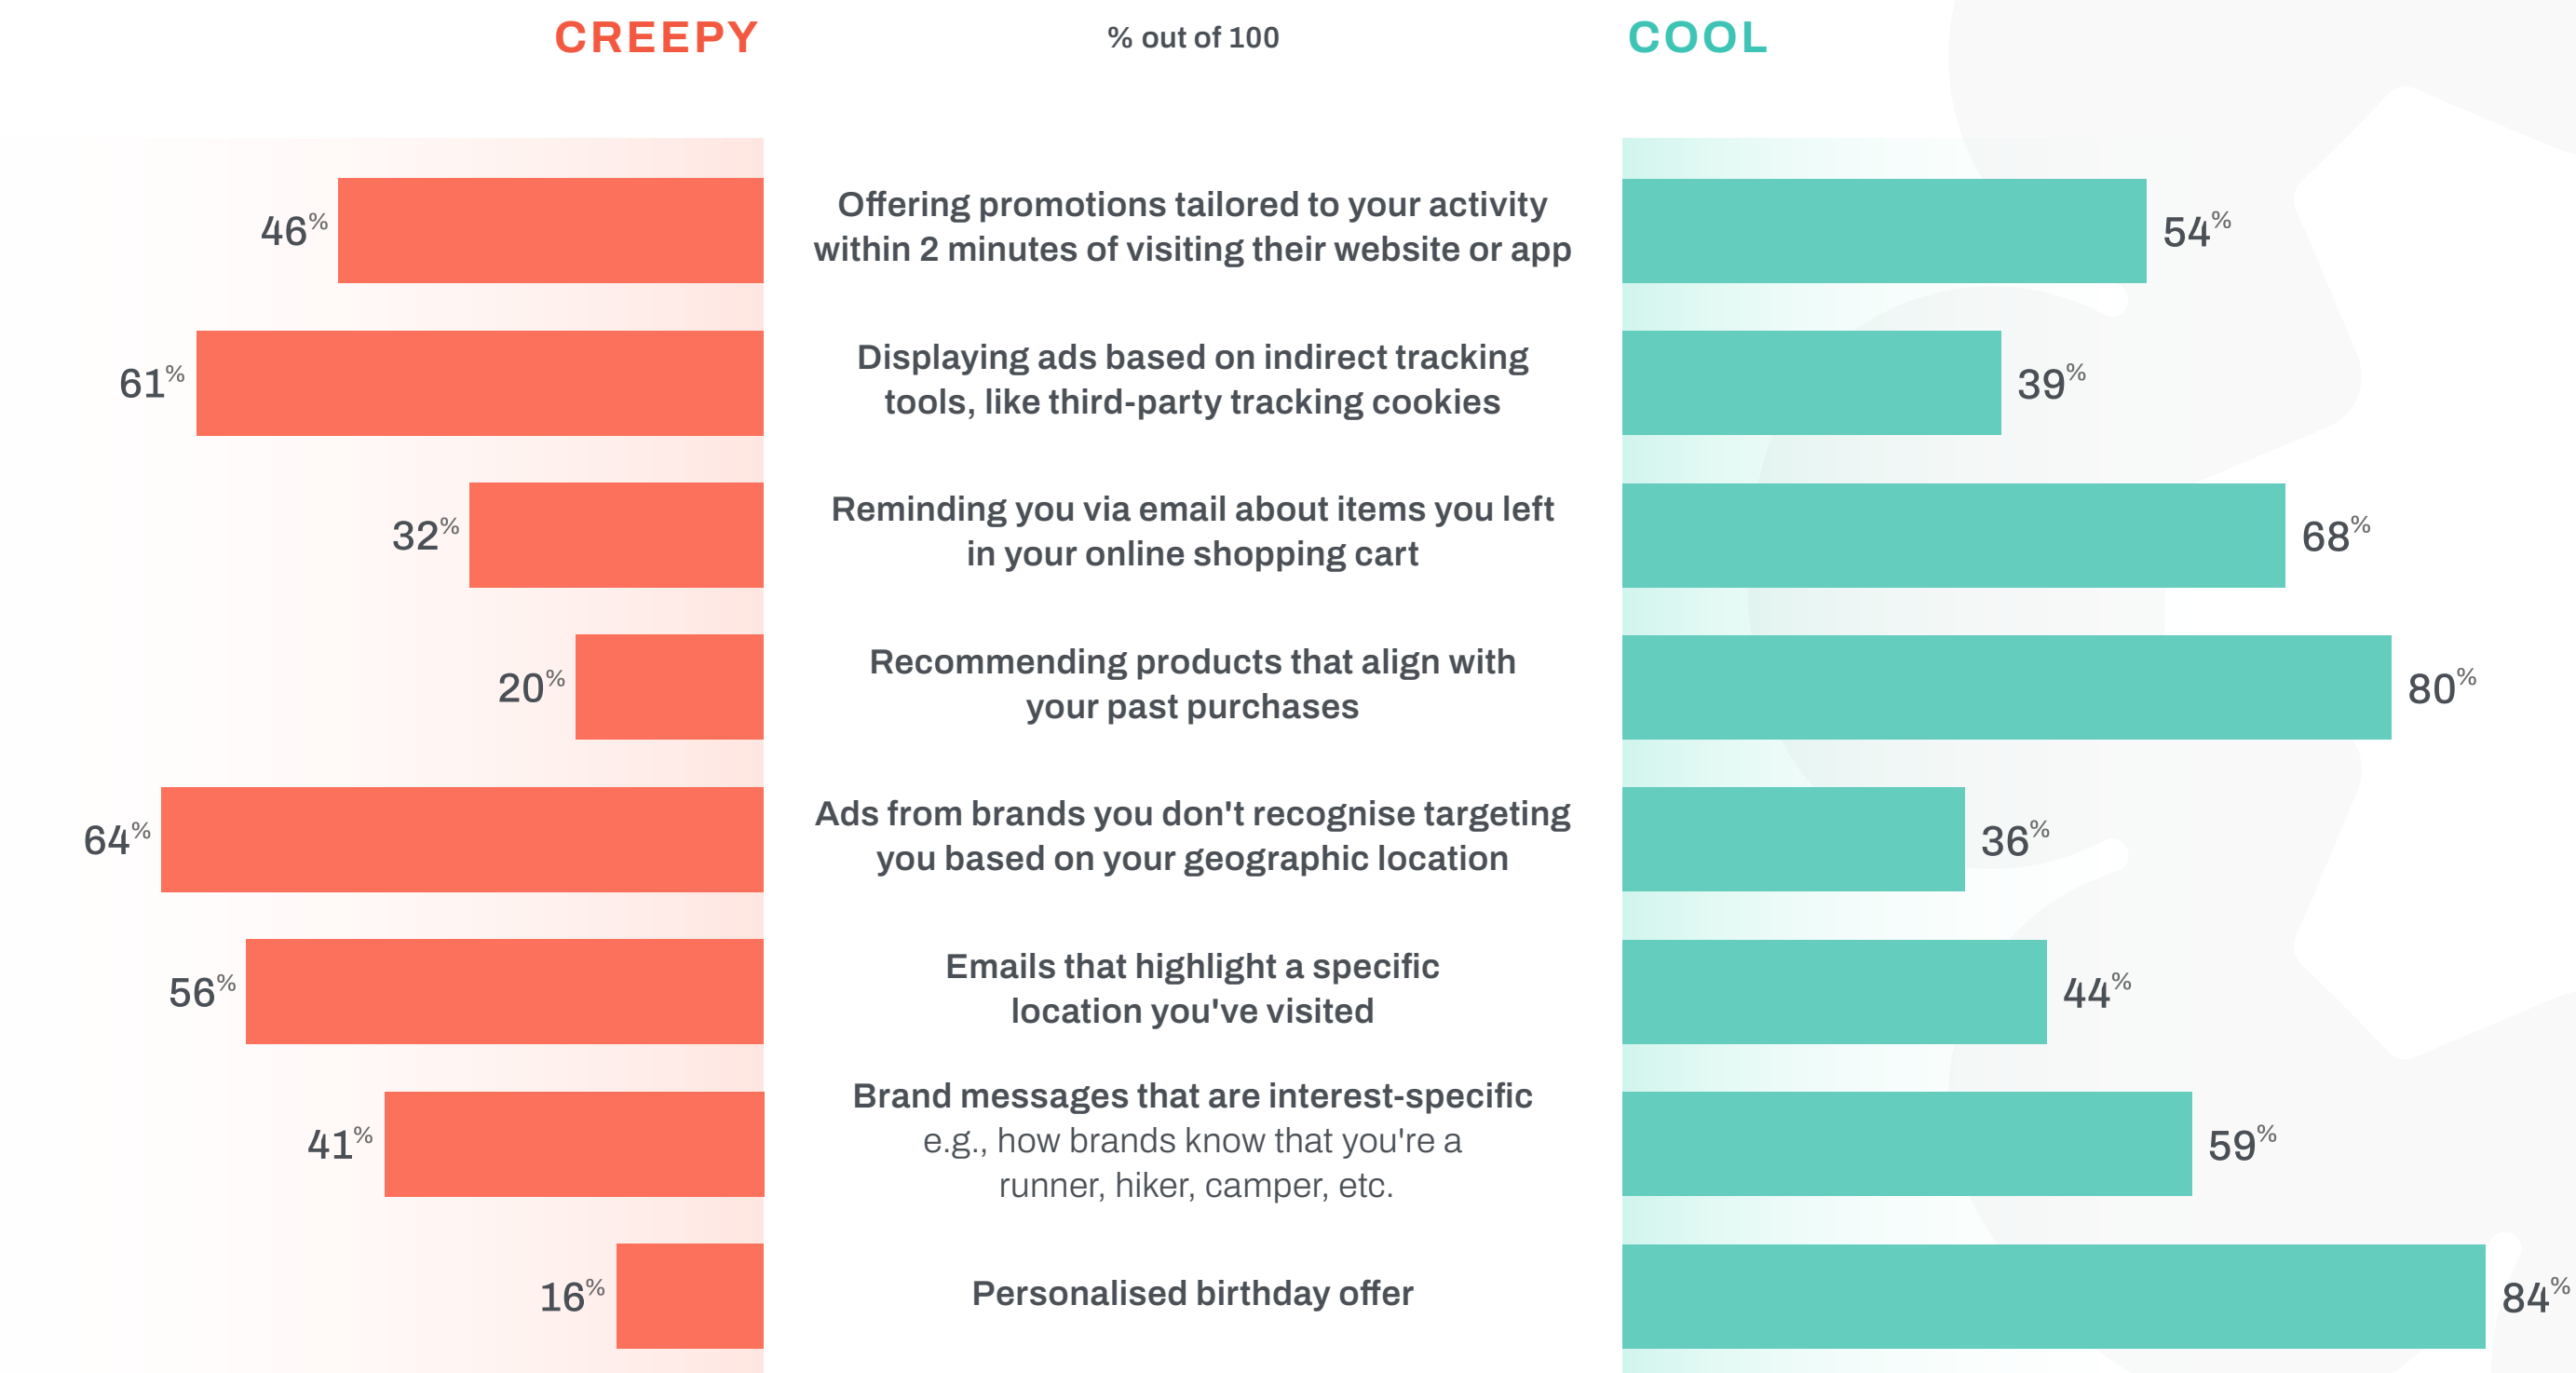 CREEPY % out of 100 COOL
46% Offering promotions tailored to your activity 54%
within 2 minutes of visiting their website or app
61% Displaying ads based on indirect tracking 39%
tools, like third-party tracking cookies
32% Reminding you via email about items you left 68%
in your online shopping cart
20% Recommending products that align with 80%
your past purchases
64% Ads from brands you don't recognise targeting 36%
you based on your geographic location
56% Emails that highlight a specific 44%
location you've visited
Brand messages that are interest-specific
41% e.g., how brands know that you're a 59%
runner, hiker, camper, etc.
16% Personalised birthday offer 84%